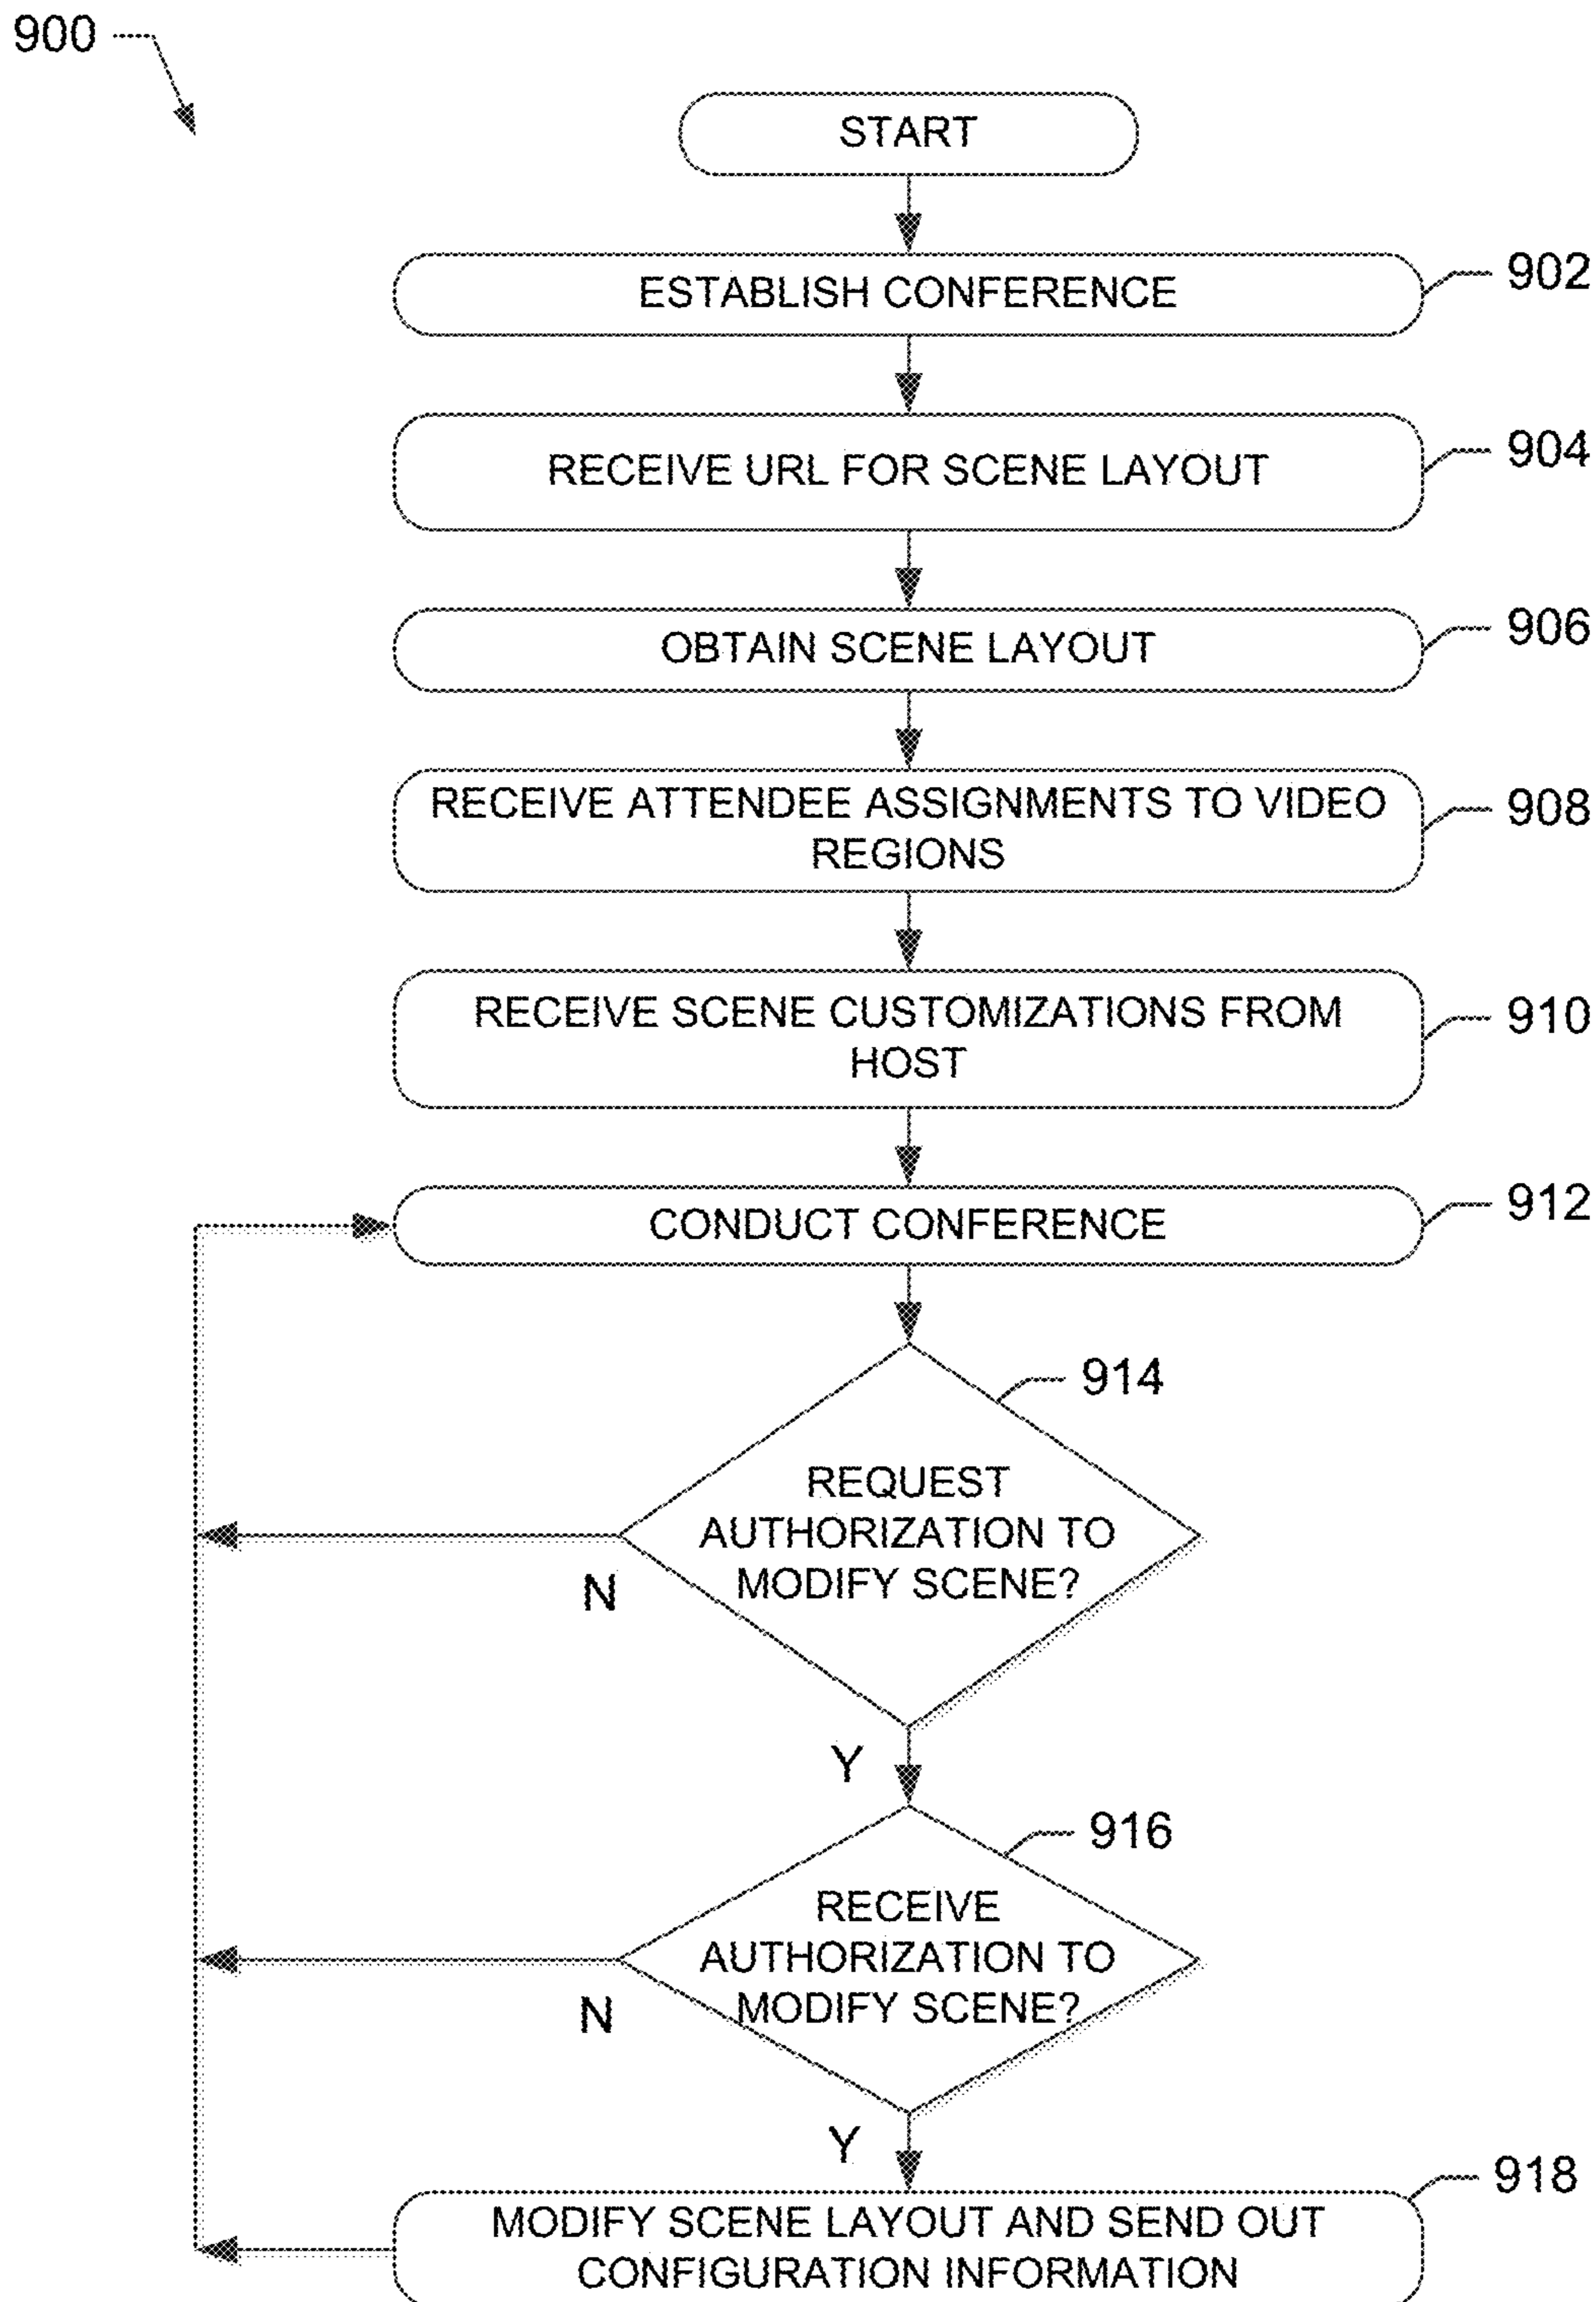 900
START
ESTABLISH CONFERENCE
902
RECEIVE URL FOR SCENE LAYOUT
904
OBTAIN SCENE LAYOUT
906
RECEIVE ATTENDEE ASSIGNMENTS TO VIDEO
REGIONS
908
RECEIVE SCENE CUSTOMIZATIONS FROM
HOST
910
CONDUCT CONFERENCE
912
914
REQUEST
AUTHORIZATION TO
MODIFY SCENE?
N
Y
916
RECEIVE
AUTHORIZATION TO
MODIFY SCENE?
N
Y
918
MODIFY SCENE LAYOUT AND SEND OUT
CONFIGURATION INFORMATION